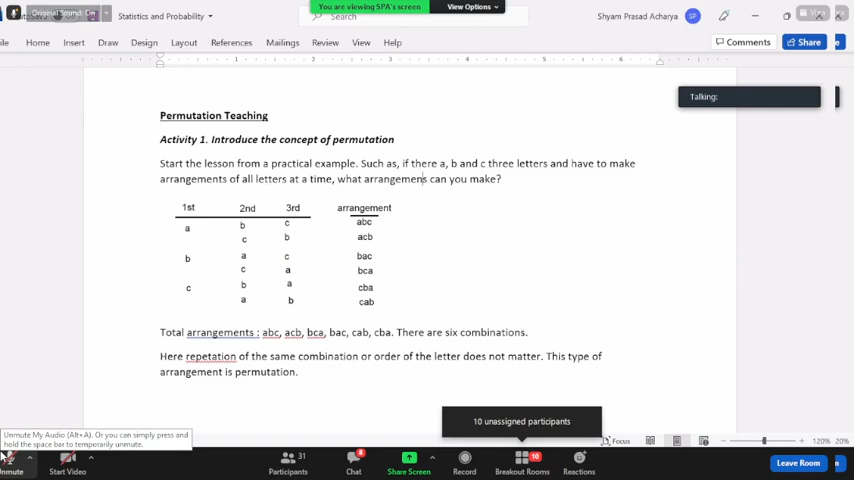 Original Sound: On
You are viewing SPA's screen
View Options
Statistics and Probability
Search
Shyam Prasad Acharya
SP
View
Home Insert Draw Design Layout References Mailings Review View Help
Comments
Share
Talking:
Permutation Teaching
Activity 1. Introduce the concept of permutation
Start the lesson from a practical example. Such as, if there a, b and c three letters and have to make
arrangements of all letters at a time, what arrangemens can you make?
1st 2nd 3rd arrangement
a b c abc
c b acb
b a c bac
c a bca
c b a cba
a b cab
Total arrangements : abc, acb, bca, bac, cab, cba. There are six combinations.
Here repetation of the same combination or order of the letter does not matter. This type of
arrangement is permutation.
10 unassigned participants
Unmute My Audio (Alt+A). Or you can simply press and
hold the space bar to temporarily unmute.
Focus
120% 20%
31
8
10
Unmute
Start Video
Participants
Chat
Share Screen
Record
Breakout Rooms
Reactions
Leave Room